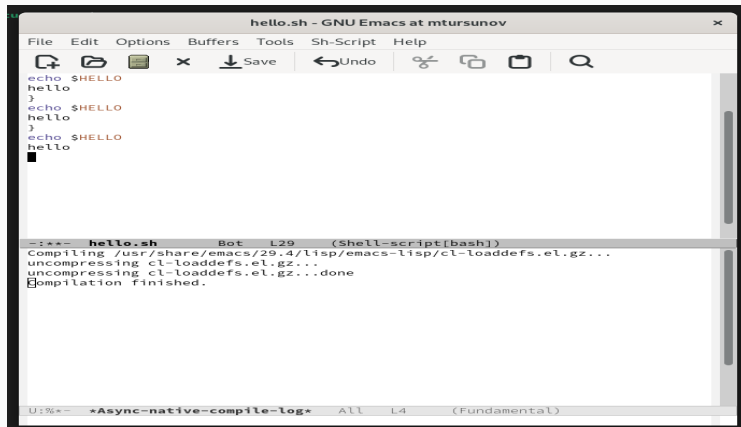 hello.sh - GNU Emacs at mtursunov
File Edit Options Buffers Tools Sh-Script Help
Save Undo
echo $HELLO
hello
}
echo $HELLO
hello
}
echo $HELLO
hello
-:**- hello.sh Bot L29 (Shell-script[bash])
Compiling /usr/share/emacs/29.4/lisp/emacs-lisp/cl-loaddefs.el.gz...
uncompressing cl-loaddefs.el.gz...
uncompressing cl-loaddefs.el.gz...done
Compilation finished.
U:%*- *Async-native-compile-log* All L4 (Fundamental)